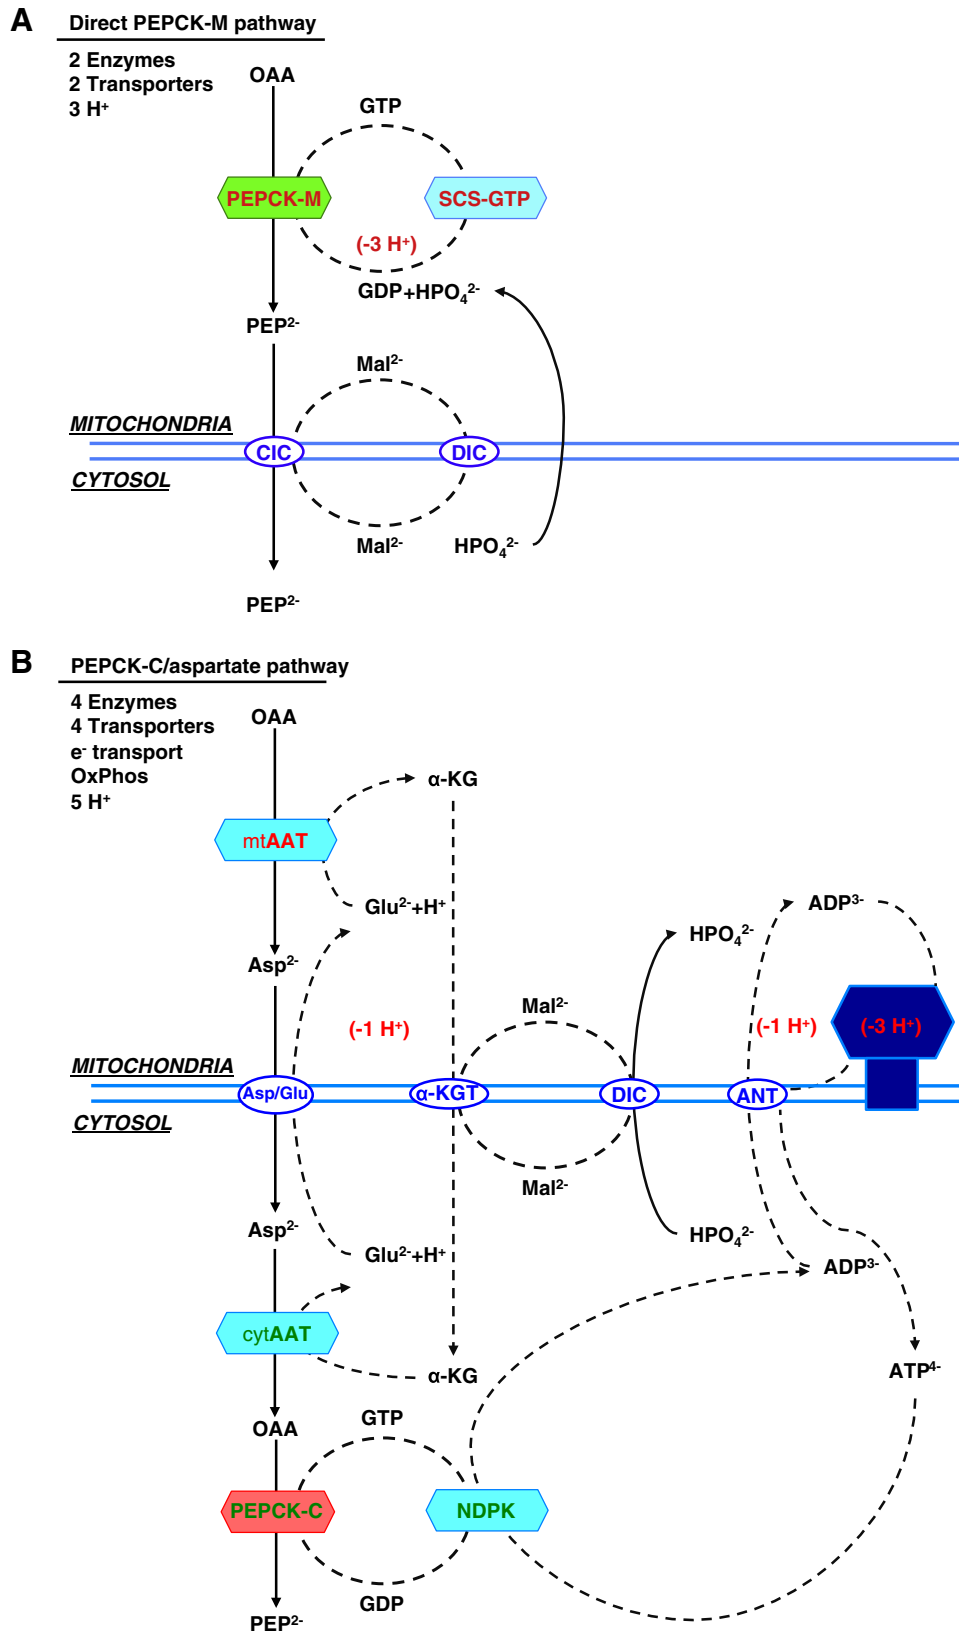 A
Direct PEPCK-M pathway
2 Enzymes
2 Transporters
3 H⁺
OAA
GTP
PEPCK-M
SCS-GTP
(-3 H⁺)
GDP+HPO₄²⁻
PEP²⁻
Mal²⁻
MITOCHONDRIA
CIC
DIC
CYTOSOL
Mal²⁻
HPO₄²⁻
PEP²⁻
B
PEPCK-C/aspartate pathway
4 Enzymes
4 Transporters
e⁻ transport
OxPhos
5 H⁺
OAA
α-KG
mtAAT
Glu²⁻+H⁺
ADP³⁻
HPO₄²⁻
Asp²⁻
Mal²⁻
(-1 H⁺)
(-1 H⁺)
(-3 H⁺)
MITOCHONDRIA
Asp/Glu
α-KGT
DIC
ANT
CYTOSOL
Mal²⁻
Asp²⁻
HPO₄²⁻
Glu²⁻+H⁺
ADP³⁻
cytAAT
α-KG
ATP⁴⁻
OAA
GTP
PEPCK-C
NDPK
GDP
PEP²⁻